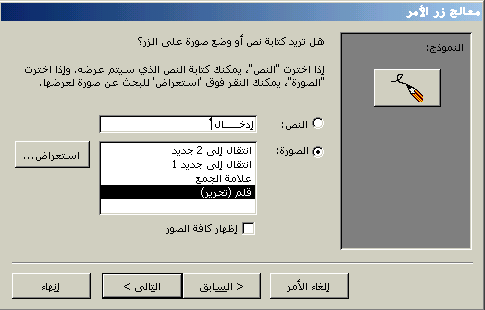 معالج زر الأمر
النموذج:
هل تريد كتابة نص أو وضع صورة على الزر؟
إذا اخترت "النص"، يمكنك كتابة النص الذي سيتم عرضه. وإذا اخترت
"الصورة"، يمكنك النقر فوق 'استعراض' للبحث عن صورة لعرضها.
النص:
إدخـــــال
الصورة:
انتقال إلى 2 جديد
انتقال إلى جديد 1
علامة الجمع
قلم (تحرير)
استعراض...
إظهار كافة الصور
إلغاء الأمر
< السابق
التالي >
إنهاء